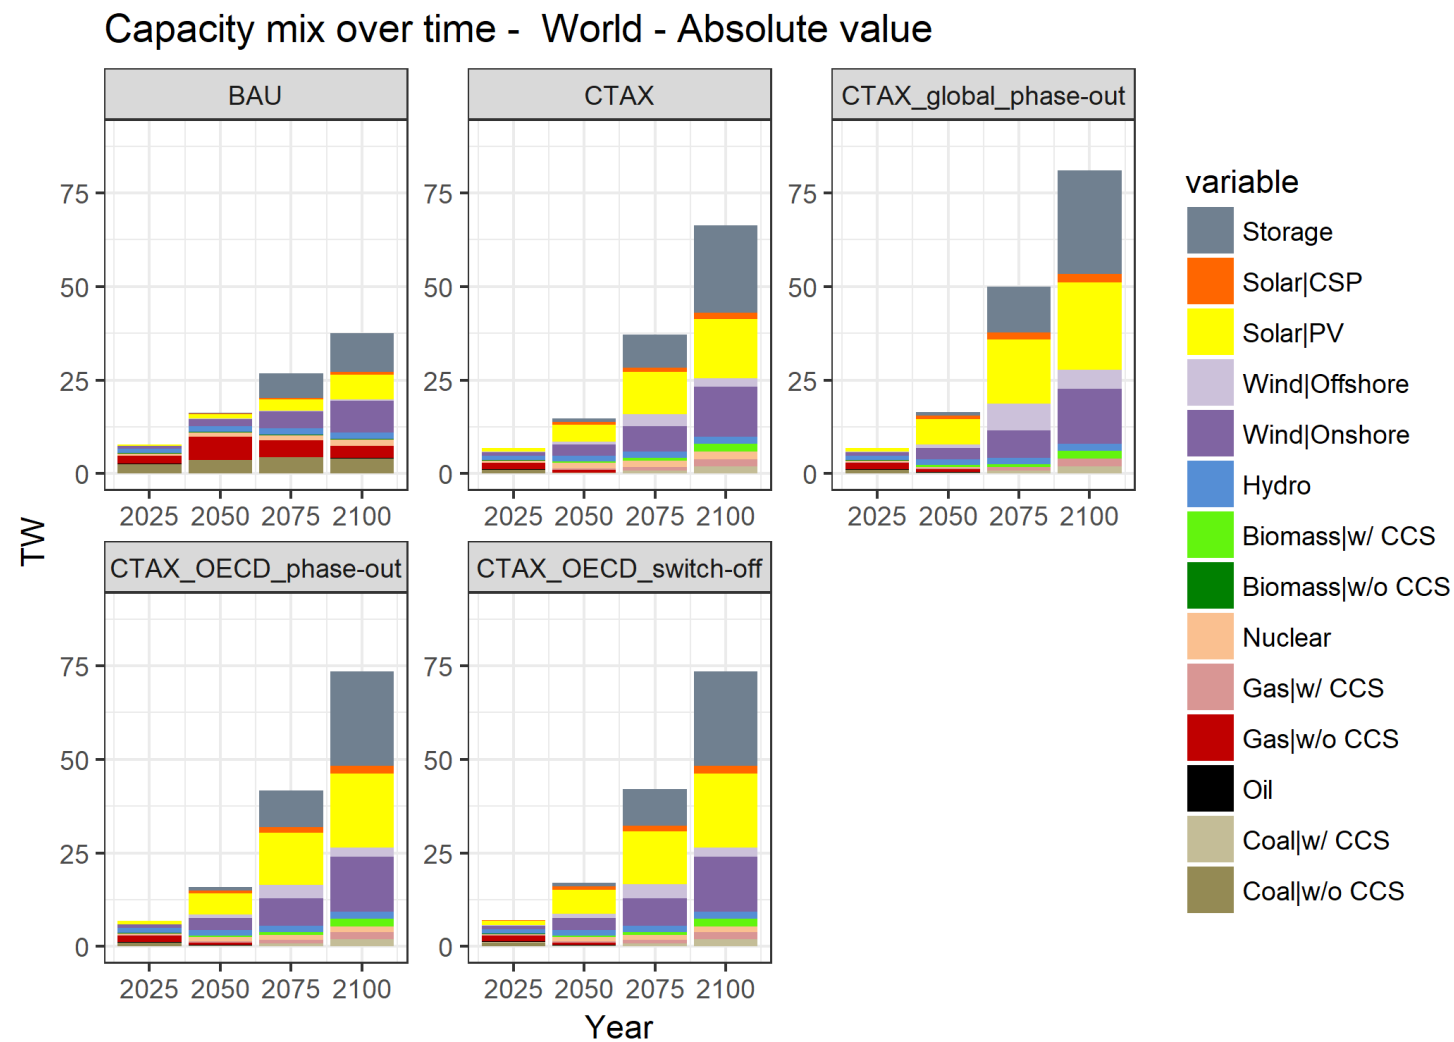 Capacity mix over time -  World - Absolute value
BAU
CTAX
CTAX_global_phase-out
75
50
25
0
2025 2050 2075 2100
75
50
25
0
2025 2050 2075 2100
75
50
25
0
2025 2050 2075 2100
TW
CTAX_OECD_phase-out
CTAX_OECD_switch-off
75
50
25
0
2025 2050 2075 2100
75
50
25
0
2025 2050 2075 2100
Year
variable
Storage
Solar|CSP
Solar|PV
Wind|Offshore
Wind|Onshore
Hydro
Biomass|w/ CCS
Biomass|w/o CCS
Nuclear
Gas|w/ CCS
Gas|w/o CCS
Oil
Coal|w/ CCS
Coal|w/o CCS